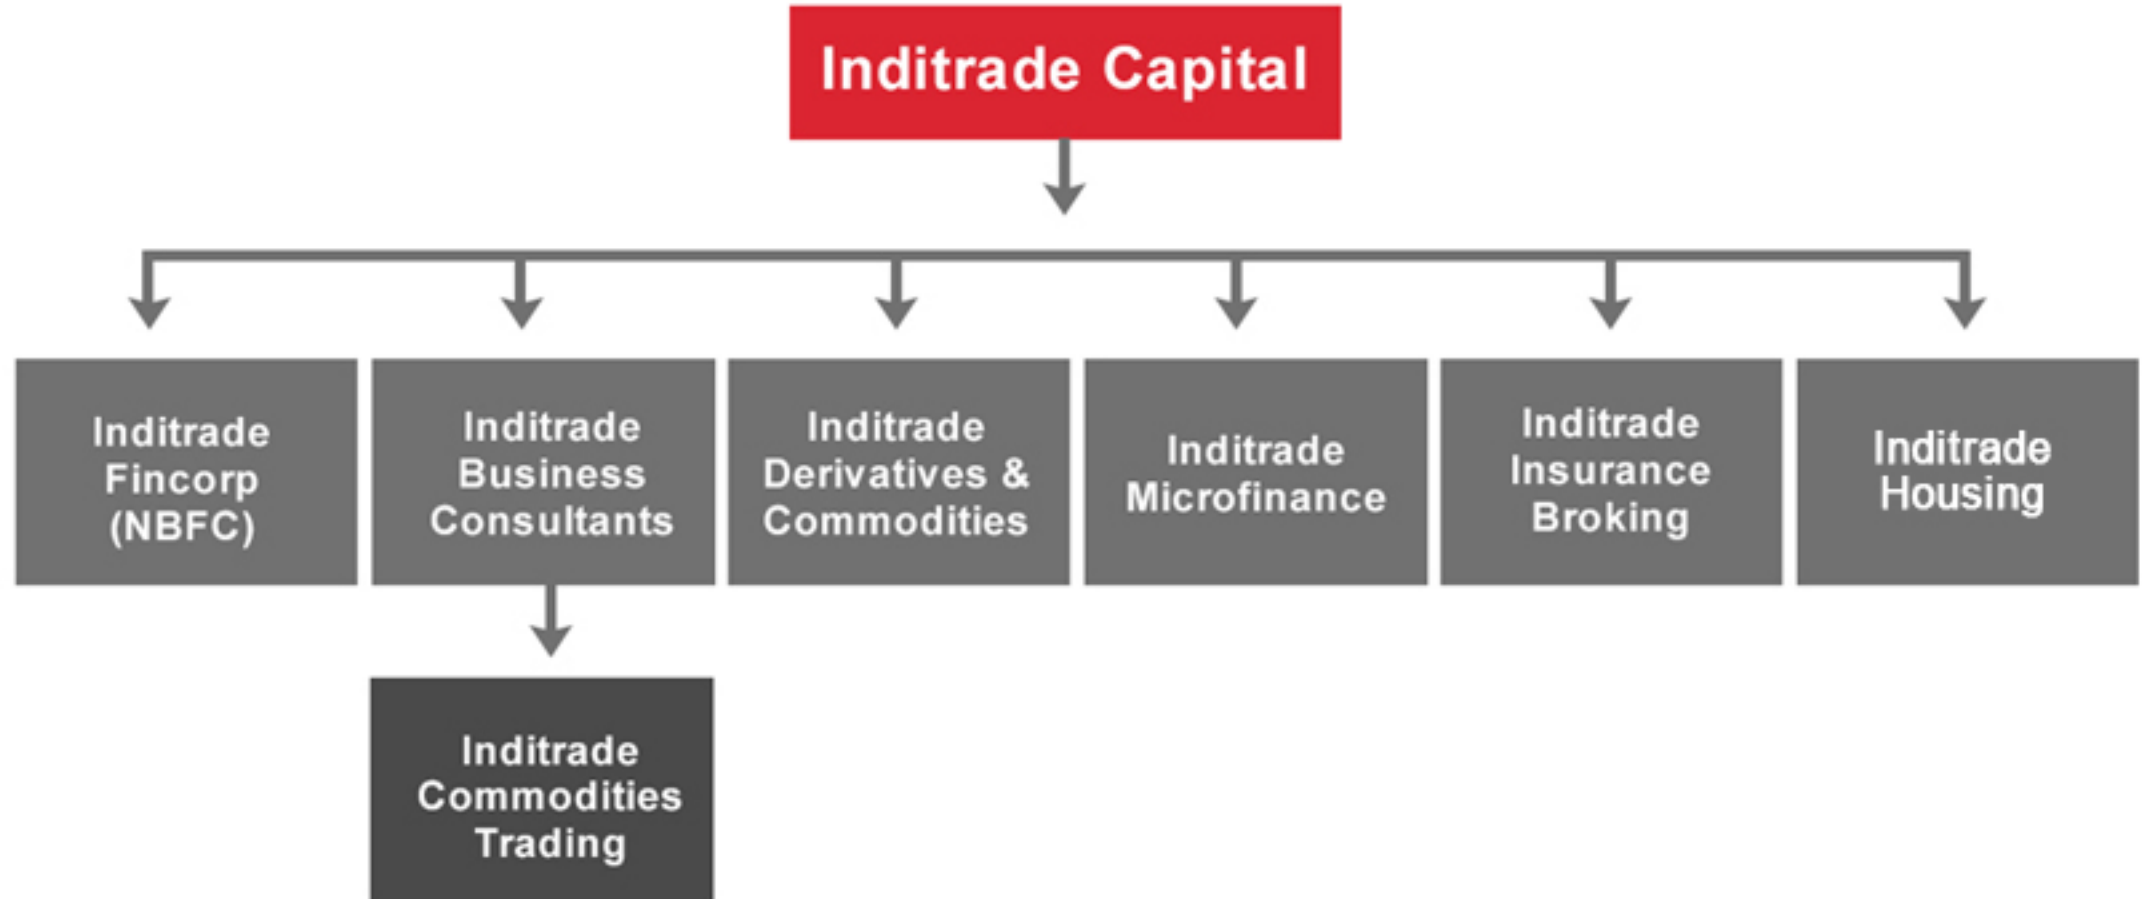 Inditrade Capital
Inditrade
Fincorp
(NBFC)
Inditrade
Business
Consultants
Inditrade
Derivatives &
Commodities
Inditrade
Microfinance
Inditrade
Insurance
Broking
Inditrade
Housing
Inditrade
Commodities
Trading